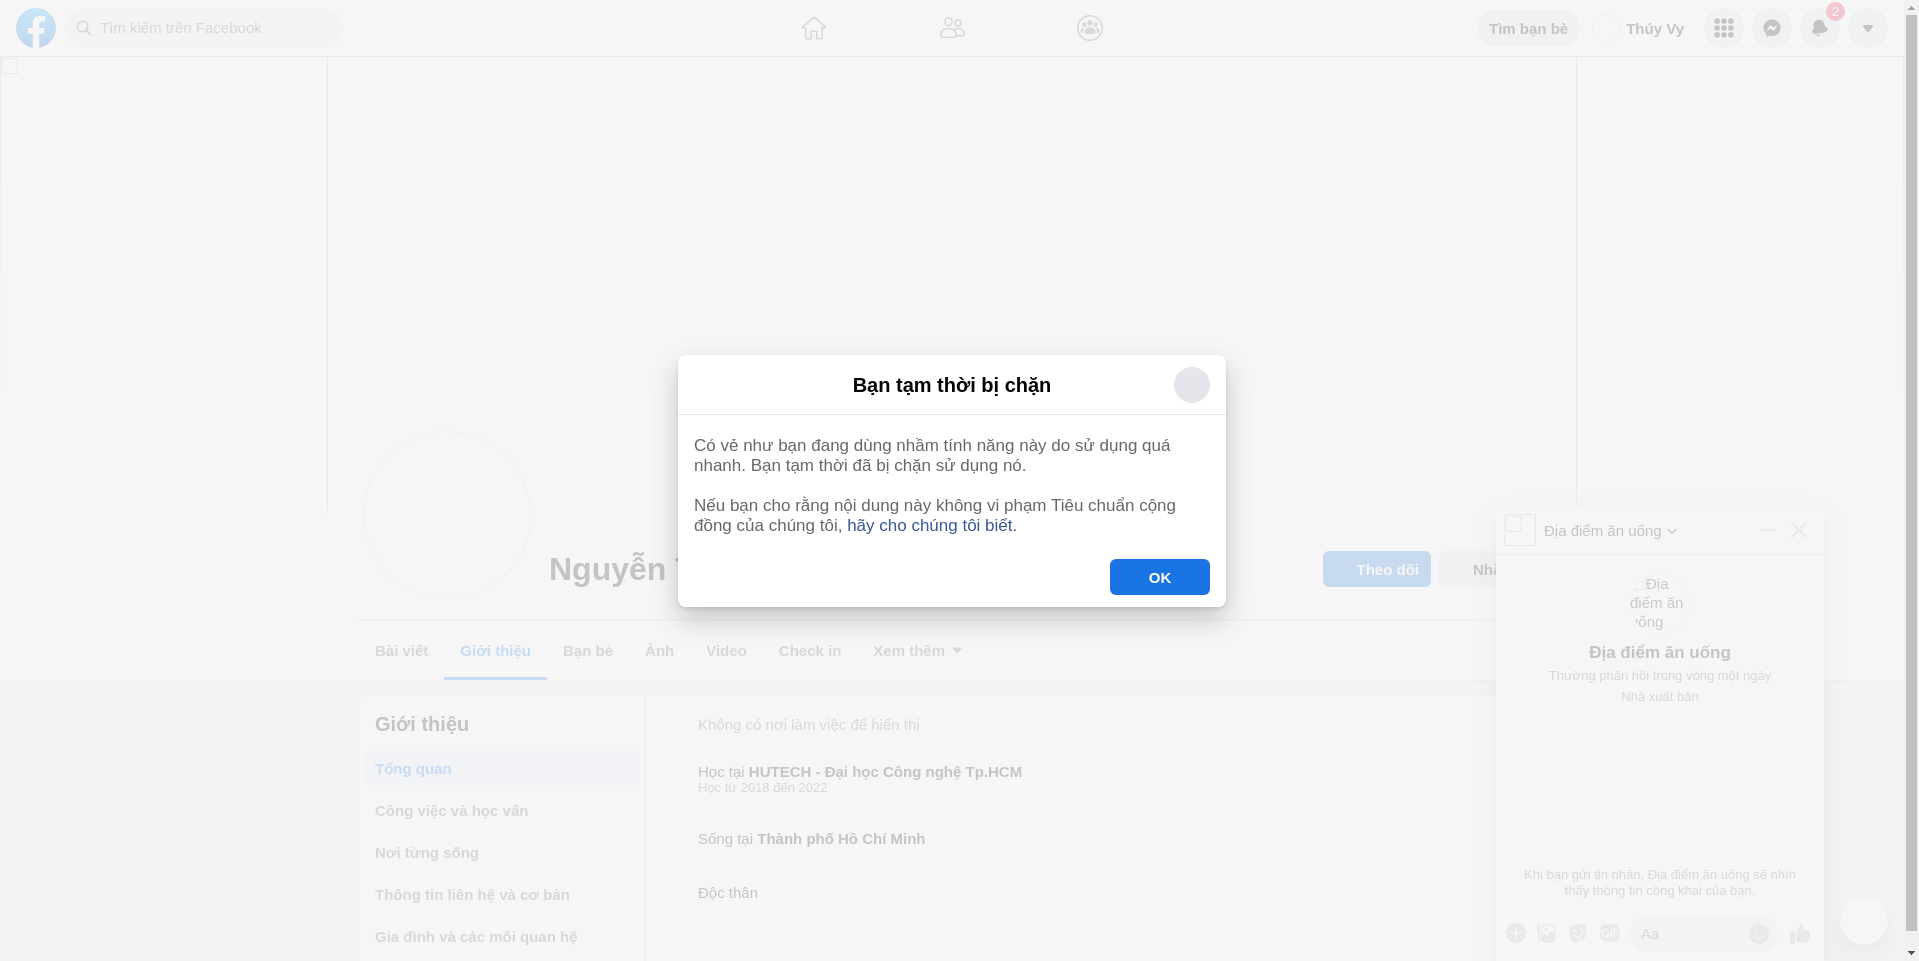 Tìm kiếm trên Facebook
Tìm bạn bè
Thúy Vy
2
Bạn tạm thời bị chặn
Có vẻ như bạn đang dùng nhầm tính năng này do sử dụng quá
nhanh. Bạn tạm thời đã bị chặn sử dụng nó.
Nếu bạn cho rằng nội dung này không vi phạm Tiêu chuẩn cộng
đồng của chúng tôi, hãy cho chúng tôi biết.
OK
Nguyễn
Theo dõi
Bài viết
Giới thiệu
Bạn bè
Ảnh
Video
Check in
Xem thêm
Giới thiệu
Tổng quan
Công việc và học vấn
Nơi từng sống
Thông tin liên hệ và cơ bản
Gia đình và các mối quan hệ
Không có nơi làm việc để hiển thị
Học tại HUTECH - Đại học Công nghệ Tp.HCM
Học từ 2018 đến 2022
Sống tại Thành phố Hồ Chí Minh
Độc thân
Địa điểm ăn uống
Địa
điểm ăn
uống
Địa điểm ăn uống
Thường phản hồi trong vòng một ngày
Nhà xuất bản
Khi bạn gửi tin nhắn, Địa điểm ăn uống sẽ nhìn
thấy thông tin công khai của bạn.
GIF
Aa